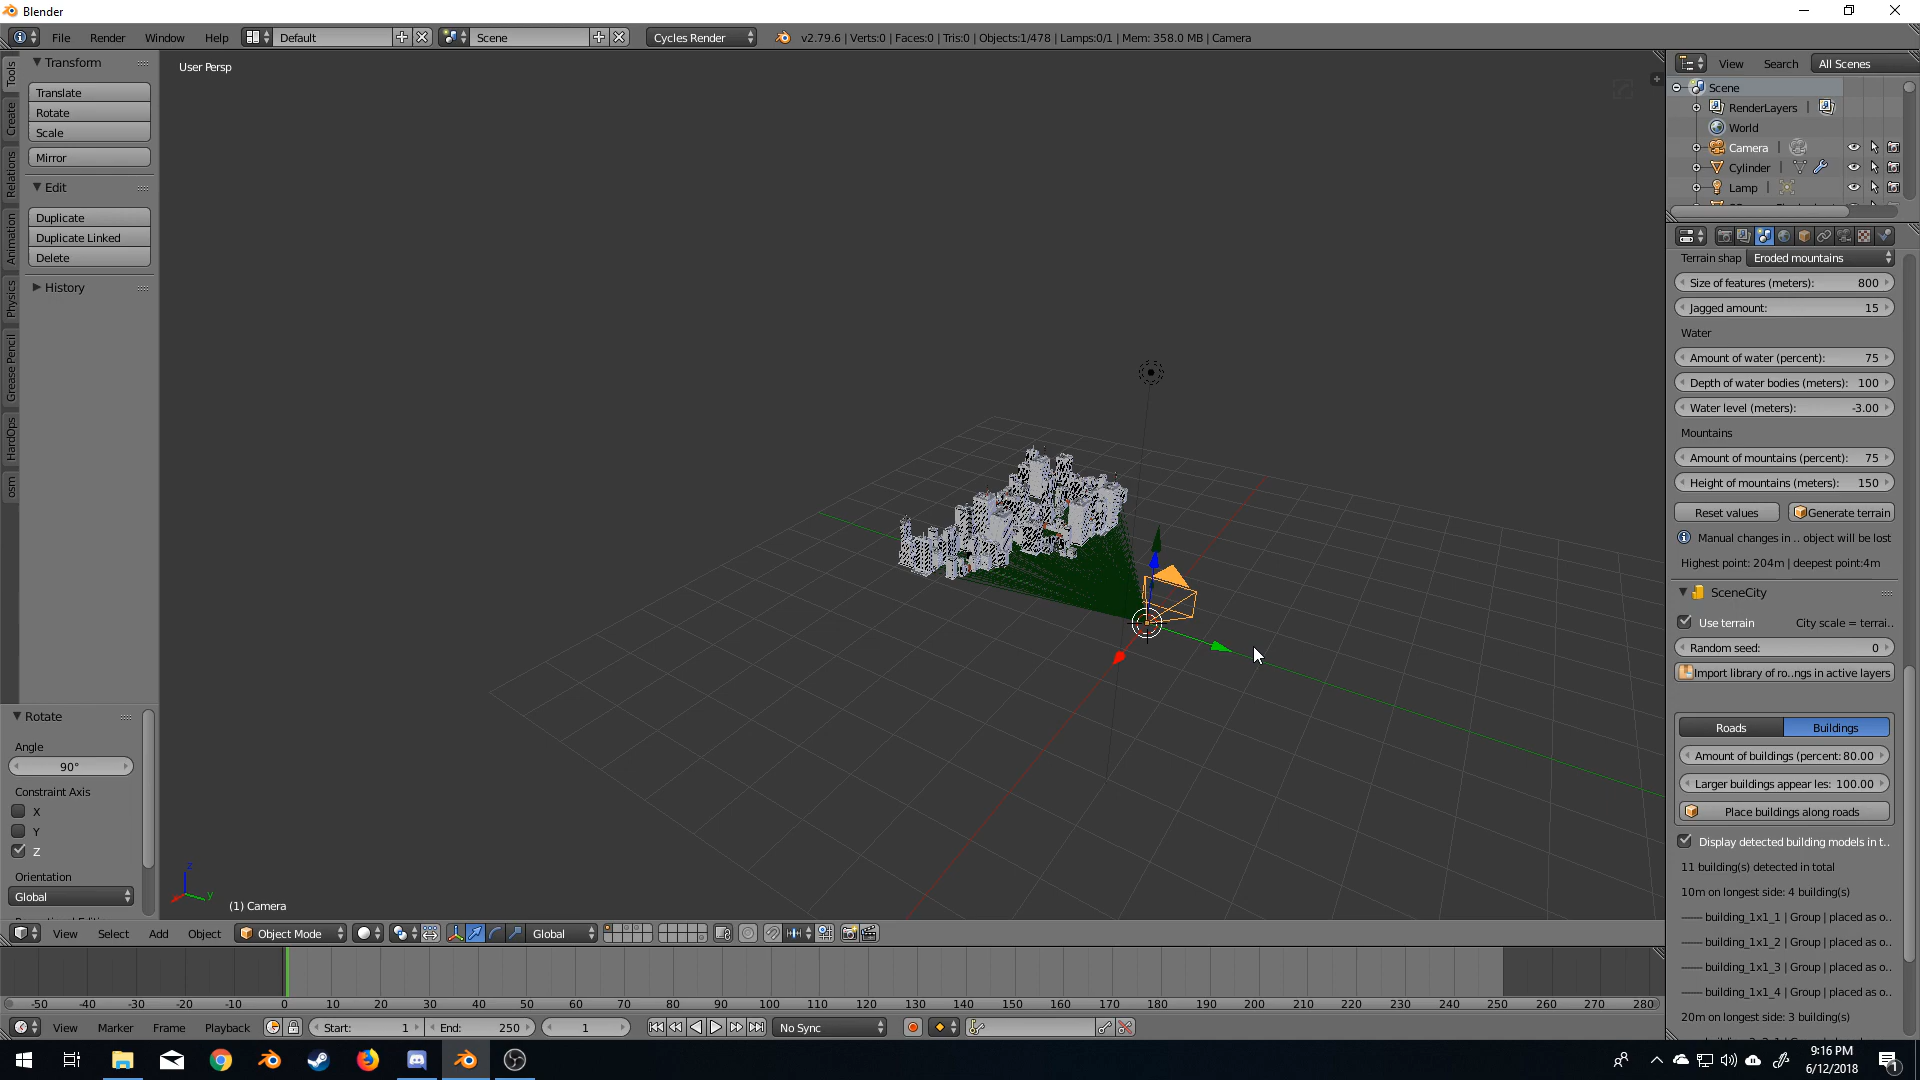 Blender
File Render Window Help Default Scene Cycles Render v2.79.6 | Verts:0 | Faces:0 | Tris:0 | Objects:1/478 | Lamps:0/1 | Mem: 358.0 MB | Camera
Tools
Create
Relations
Animation
Physics
Grease Pencil
HardOps
osm
Transform
Translate
Rotate
Scale
Mirror
Edit
Duplicate
Duplicate Linked
Delete
History
Rotate
Angle
90°
Constraint Axis
X
Y
Z
Orientation
Global
User Persp
z
y
(1) Camera
View Search All Scenes
Scene
RenderLayers |
World
Camera |
Cylinder |
Lamp |
Terrain shap Eroded mountains
Size of features (meters): 800
Jagged amount: 15
Water
Amount of water (percent): 75
Depth of water bodies (meters): 100
Water level (meters): -3.00
Mountains
Amount of mountains (percent): 75
Height of mountains (meters): 150
Reset values Generate terrain
Manual changes in .. object will be lost
Highest point: 204m | deepest point:4m
SceneCity
Use terrain City scale = terrai..
Random seed: 0
Import library of ro..ngs in active layers
Roads Buildings
Amount of buildings (percent: 80.00
Larger buildings appear les: 100.00
Place buildings along roads
Display detected building models in t..
11 building(s) detected in total
10m on longest side: 4 building(s)
—— building_1x1_1 | Group | placed as o..
—— building_1x1_2 | Group | placed as o..
—— building_1x1_3 | Group | placed as o..
—— building_1x1_4 | Group | placed as o..
20m on longest side: 3 building(s)
View Select Add Object Object Mode Global
-50 -40 -30 -20 -10 0 10 20 30 40 50 60 70 80 90 100 110 120 130 140 150 160 170 180 190 200 210 220 230 240 250 260 270 280
View Marker Frame Playback Start: 1 End: 250 1 No Sync
9:16 PM
6/12/2018
1